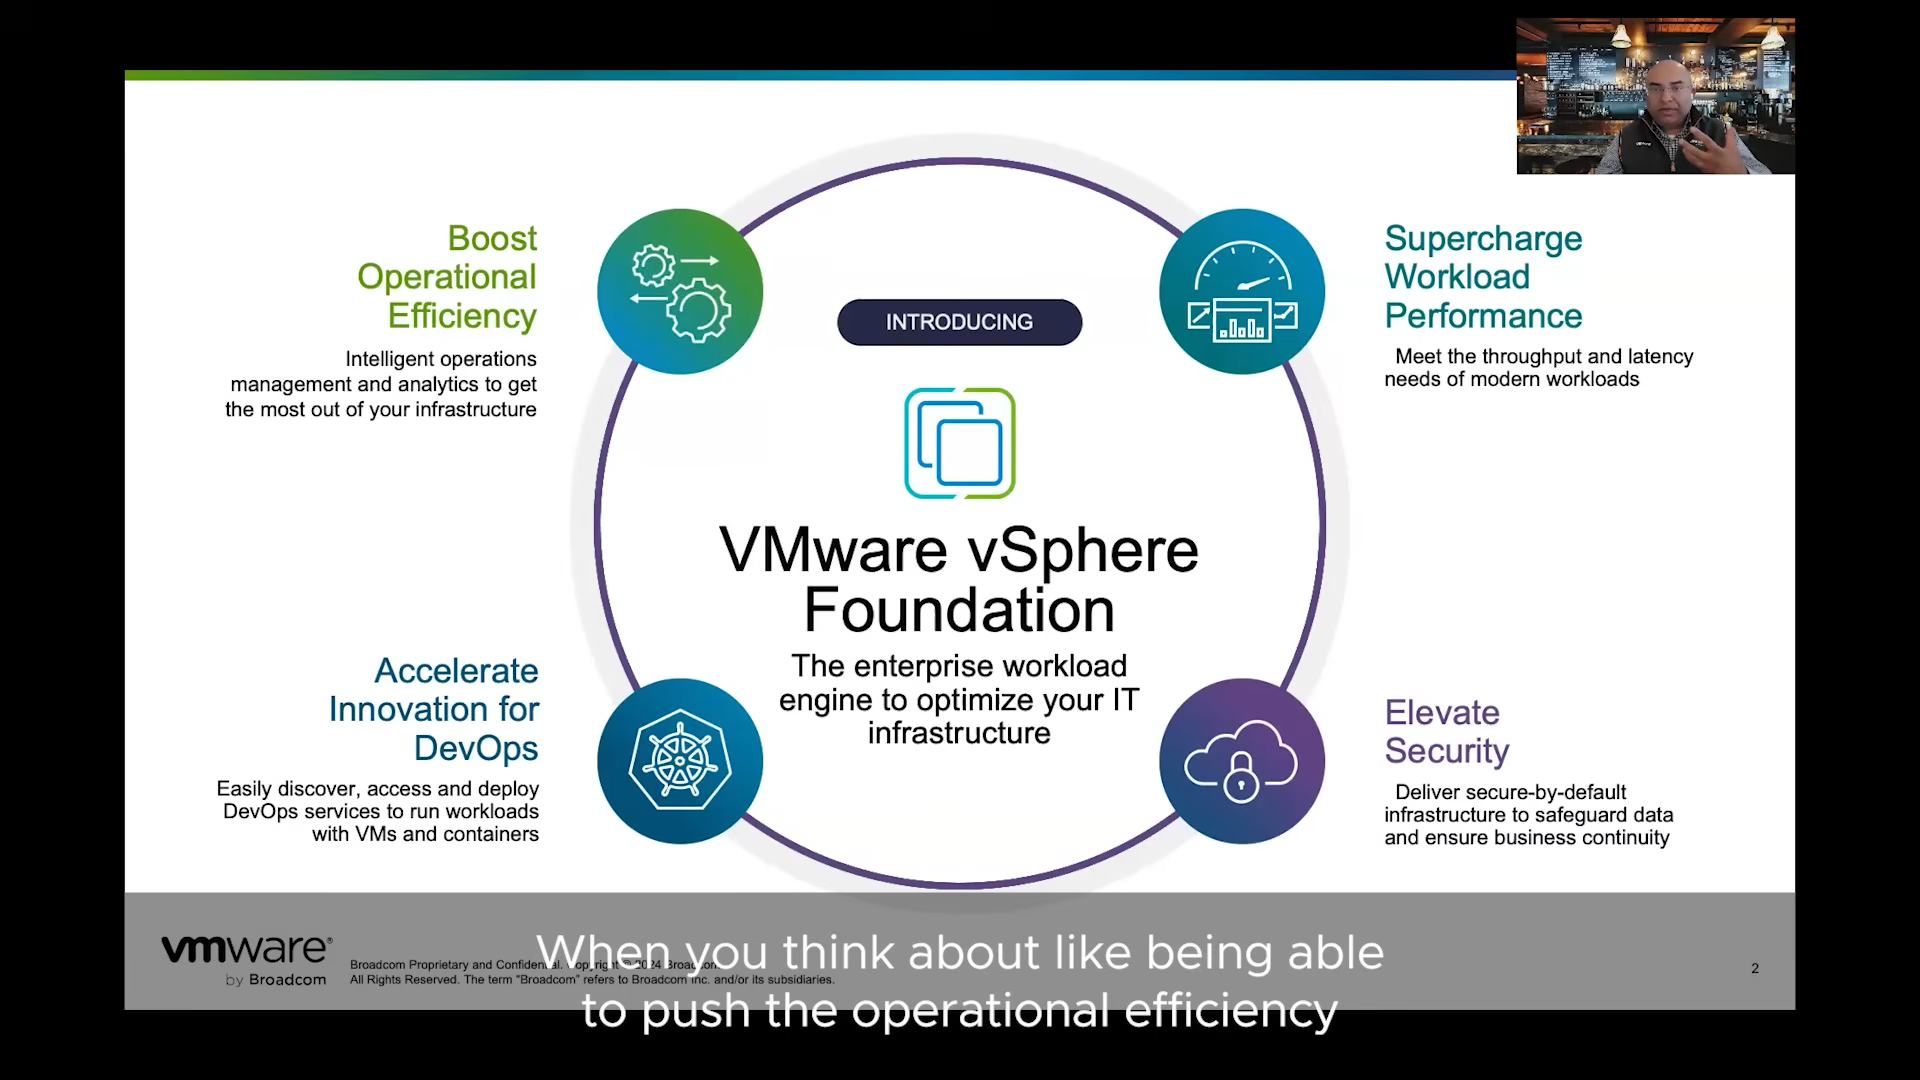 Boost
Operational
Efficiency
Intelligent operations
management and analytics to get
the most out of your infrastructure
INTRODUCING
VMware vSphere
Foundation
The enterprise workload
engine to optimize your IT
infrastructure
Supercharge
Workload
Performance
Meet the throughput and latency
needs of modern workloads
Accelerate
Innovation for
DevOps
Easily discover, access and deploy
DevOps services to run workloads
with VMs and containers
Elevate
Security
Deliver secure-by-default
infrastructure to safeguard data
and ensure business continuity
vmware®
by Broadcom
Broadcom Proprietary and Confidential. Copyright © 2024 Broadcom.
All Rights Reserved. The term "Broadcom" refers to Broadcom Inc. and/or its subsidiaries.
2
When you think about like being able
to push the operational efficiency